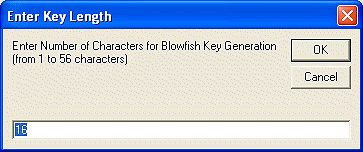 Enter Key Length
Enter Number of Characters for Blowfish Key Generation
(from 1 to 56 characters)
OK
Cancel
16